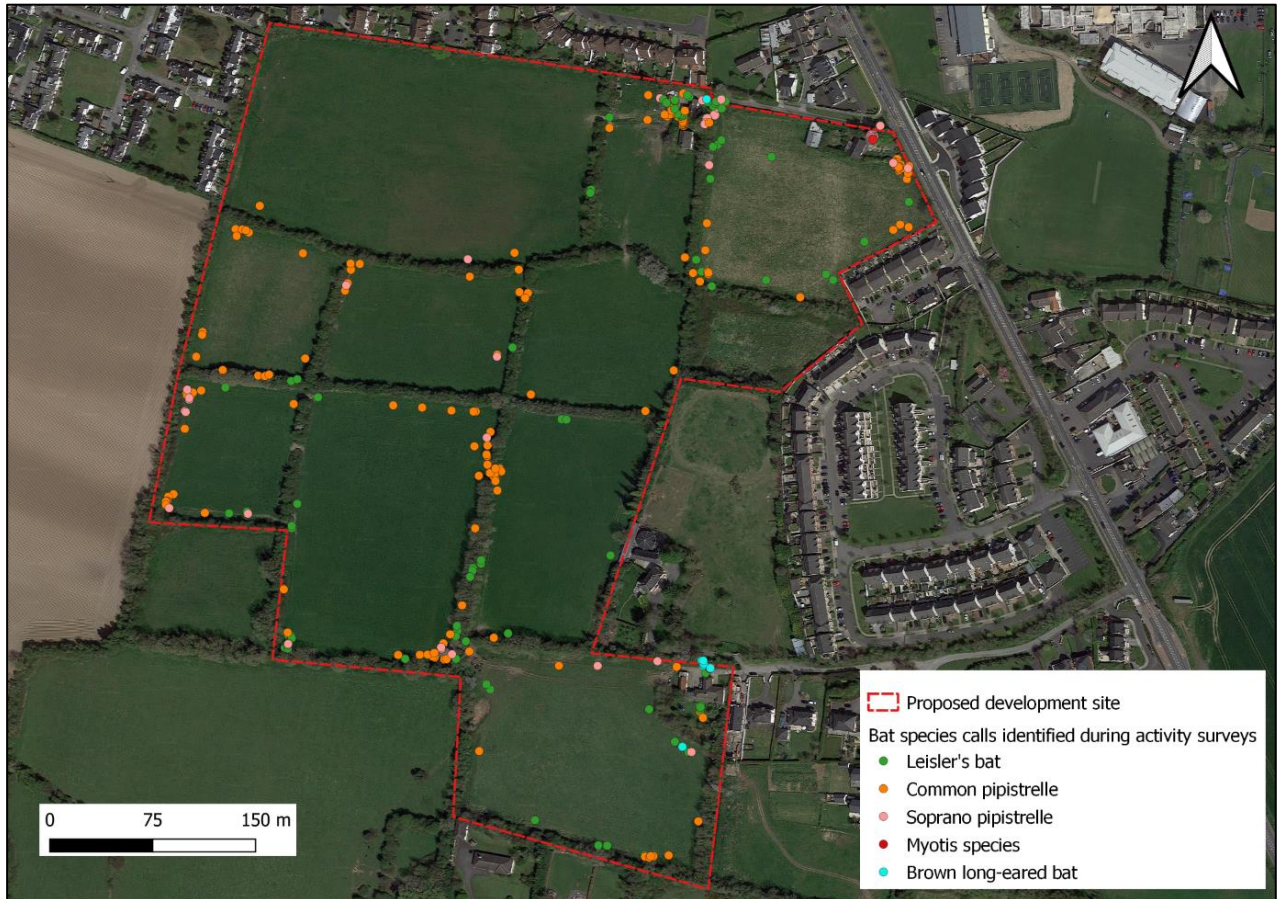 Proposed development site
Bat species calls identified during activity surveys
Leisler's bat
Common pipistrelle
Soprano pipistrelle
Myotis species
Brown long-eared bat
0 75 150 m